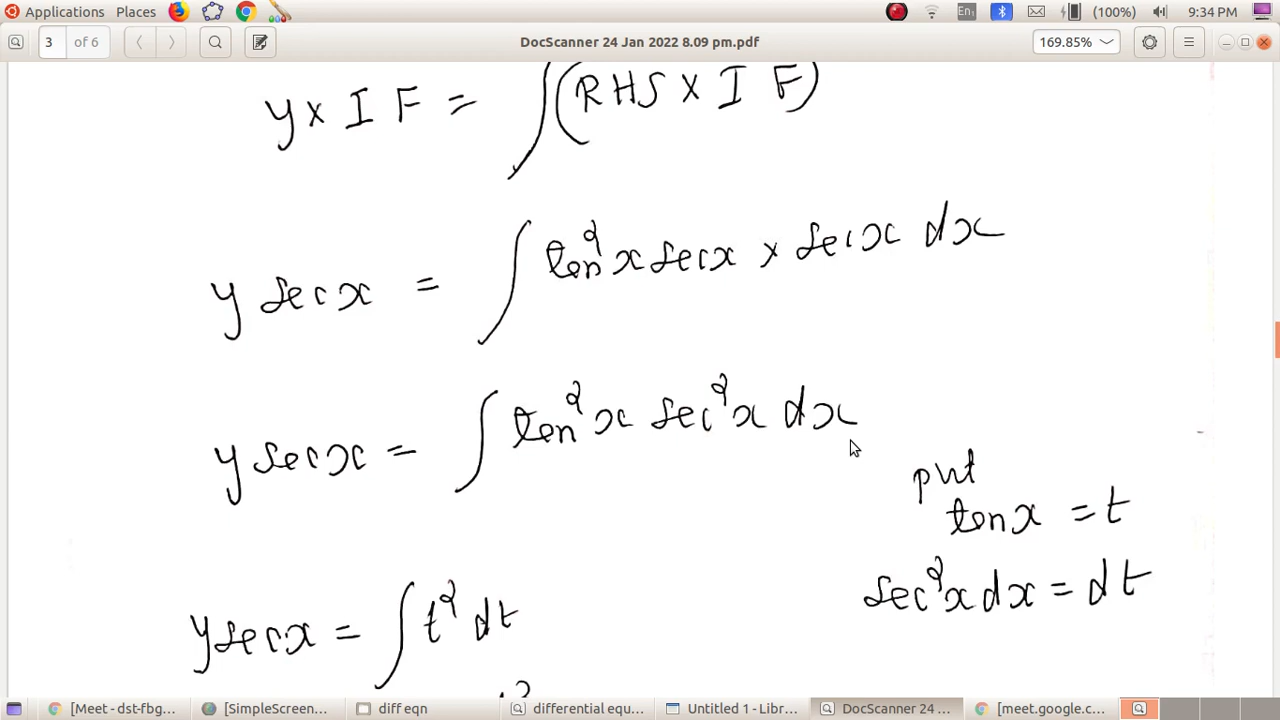 Applications Places En1 (100%) 9:34 PM
3 of 6 DocScanner 24 Jan 2022 8.09 pm.pdf 169.85%
y × I F = ∫(RHS × I F)
y secx = ∫ tan²x secx × secx dx
y secx = ∫ tan²x sec²x dx
put
tanx = t
sec²x dx = dt
y secx = ∫ t² dt
[Meet - dst-fbg... [SimpleScreen... diff eqn differential equ... Untitled 1 - Libr... DocScanner 24 ... [meet.google.c...